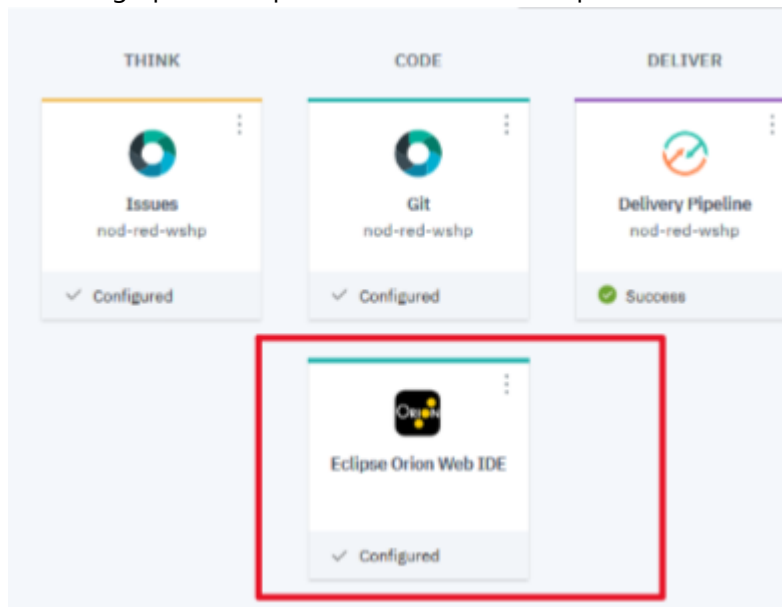 THINK
CODE
DELIVER
Issues
nod-red-wshp
Configured
Git
nod-red-wshp
Configured
Delivery Pipeline
nod-red-wshp
Success
ORION
Eclipse Orion Web IDE
Configured